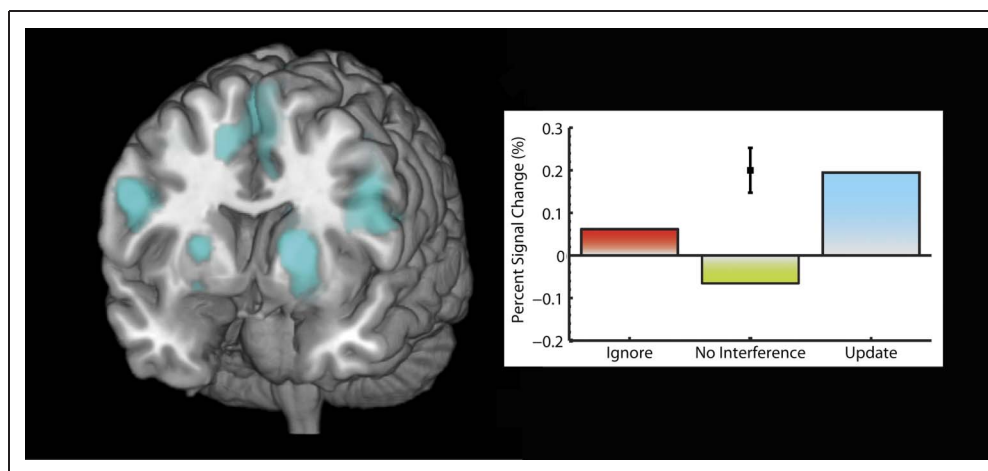 Percent Signal Change (%)
0.3
0.2
0.1
0
−0.1
−0.2
Ignore
No Interference
Update